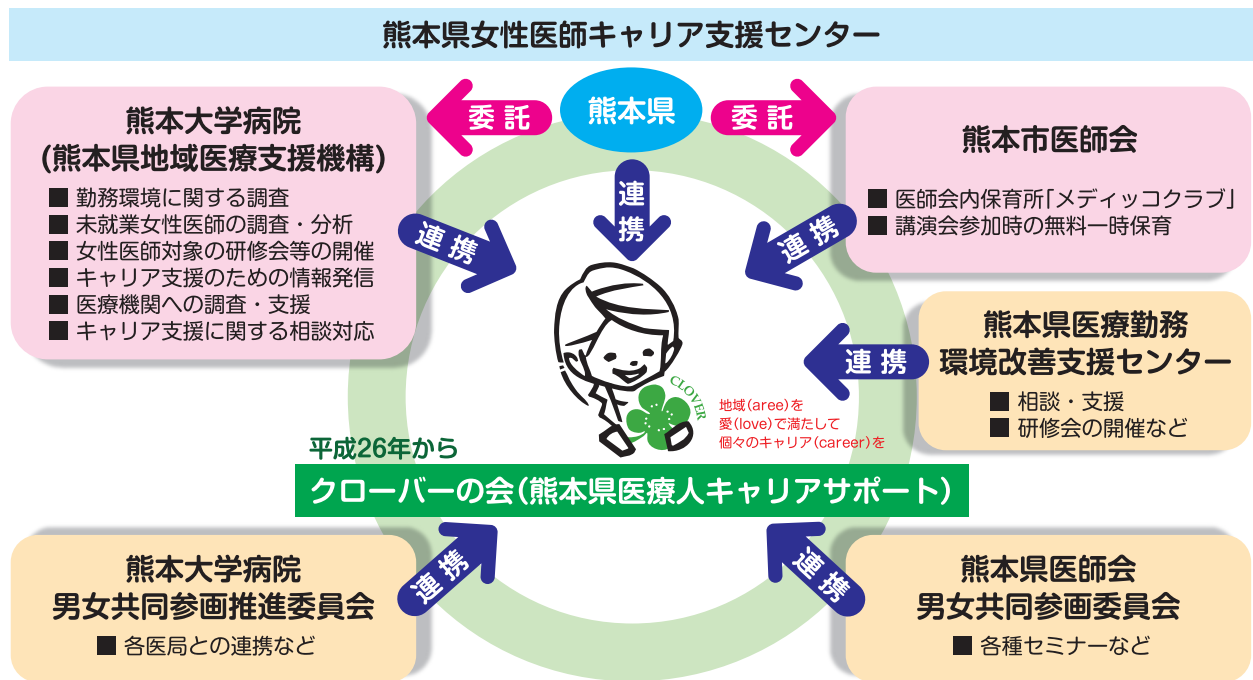 熊本県女性医師キャリア支援センター
熊本県
委託
委託
熊本大学病院
(熊本県地域医療支援機構)
■ 勤務環境に関する調査
■ 未就業女性医師の調査・分析
■ 女性医師対象の研修会等の開催
■ キャリア支援のための情報発信
■ 医療機関への調査・支援
■ キャリア支援に関する相談対応
連携
連携
連携
熊本市医師会
■ 医師会内保育所「メディッコクラブ」
■ 講演会参加時の無料一時保育
熊本県医療勤務
環境改善支援センター
■ 相談・支援
■ 研修会の開催など
連携
CLOVER
地域(aree)を
愛(love)で満たして
個々のキャリア(career)を
平成26年から
クローバーの会(熊本県医療人キャリアサポート)
熊本大学病院
男女共同参画推進委員会
■ 各医局との連携など
連携
連携
熊本県医師会
男女共同参画委員会
■ 各種セミナーなど